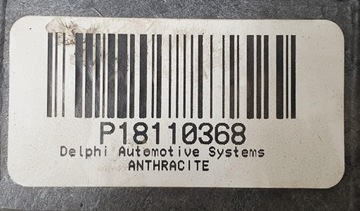 P18110368
Delphi Automotive Systems
ANTHRACITE